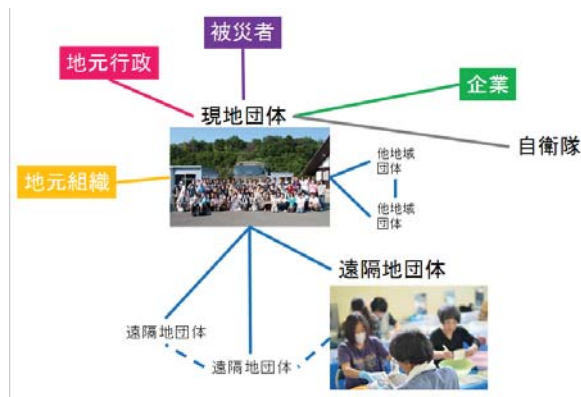 被災者
地元行政
企業
現地団体
自衛隊
他地域
団体
地元組織
他地域
団体
遠隔地団体
遠隔地団体
遠隔地団体